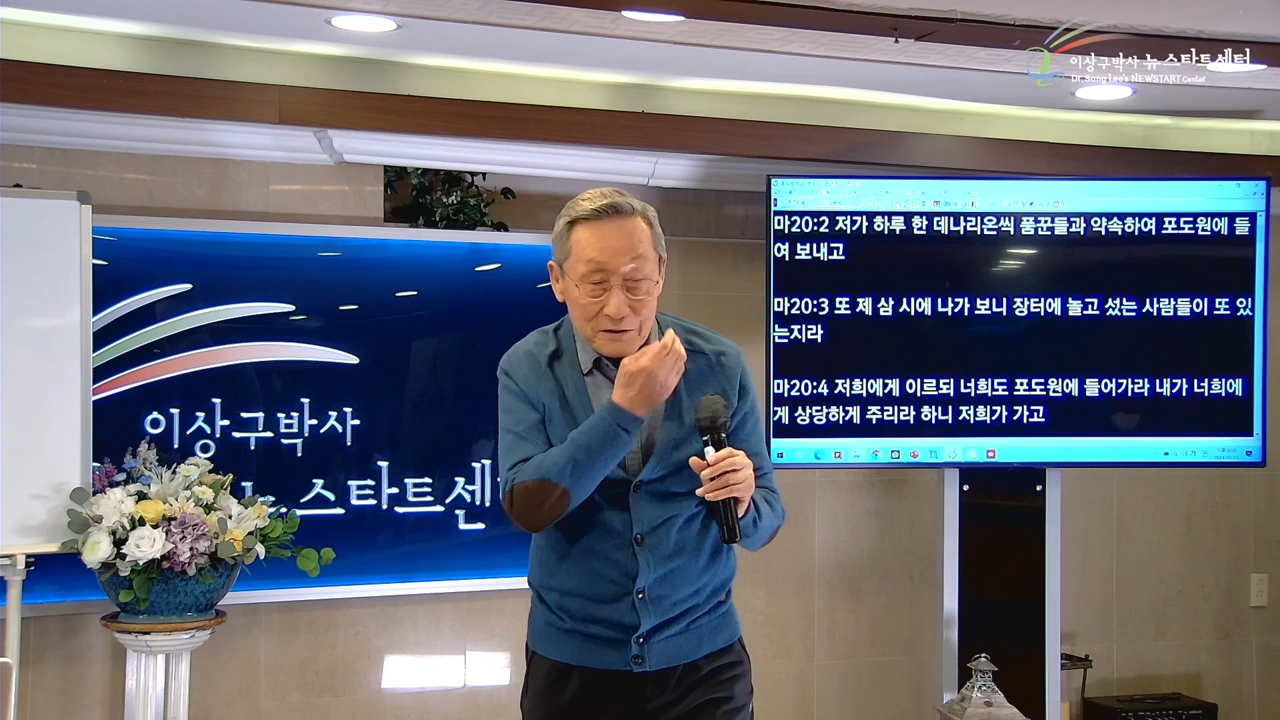 이상구박사 뉴스타트센터
Dr. Sang Lee's NEWSTART Center
마20:2 저가 하루 한 데나리온씩 품꾼들과 약속하여 포도원에 들
여 보내고
마20:3 또 제 삼 시에 나가 보니 장터에 놀고 섰는 사람들이 또 있
는지라
마20:4 저희에게 이르되 너희도 포도원에 들어가라 내가 너희에
게 상당하게 주리라 하니 저희가 가고
이상구박사
스타트센